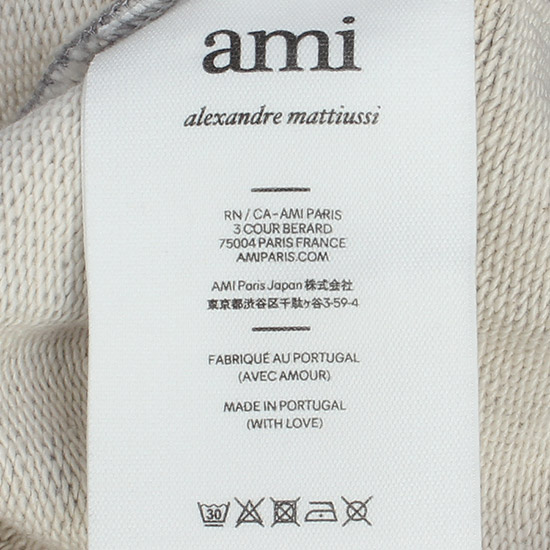 ami
alexandre mattiussi
RN / CA-AMI PARIS
3 COUR BERARD
75004 PARIS FRANCE
AMIPARIS.COM
AMI Paris Japan 株式会社
東京都渋谷区千駄ヶ谷3-59-4
FABRIQUÉ AU PORTUGAL
(AVEC AMOUR)
MADE IN PORTUGAL
(WITH LOVE)
30